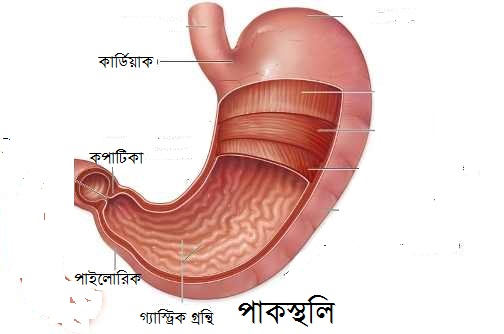 কার্ডিয়াক
কপাটিকা
পাইলোরিক
গ্যাস্ট্রিক গ্রন্থি
পাকস্থলি